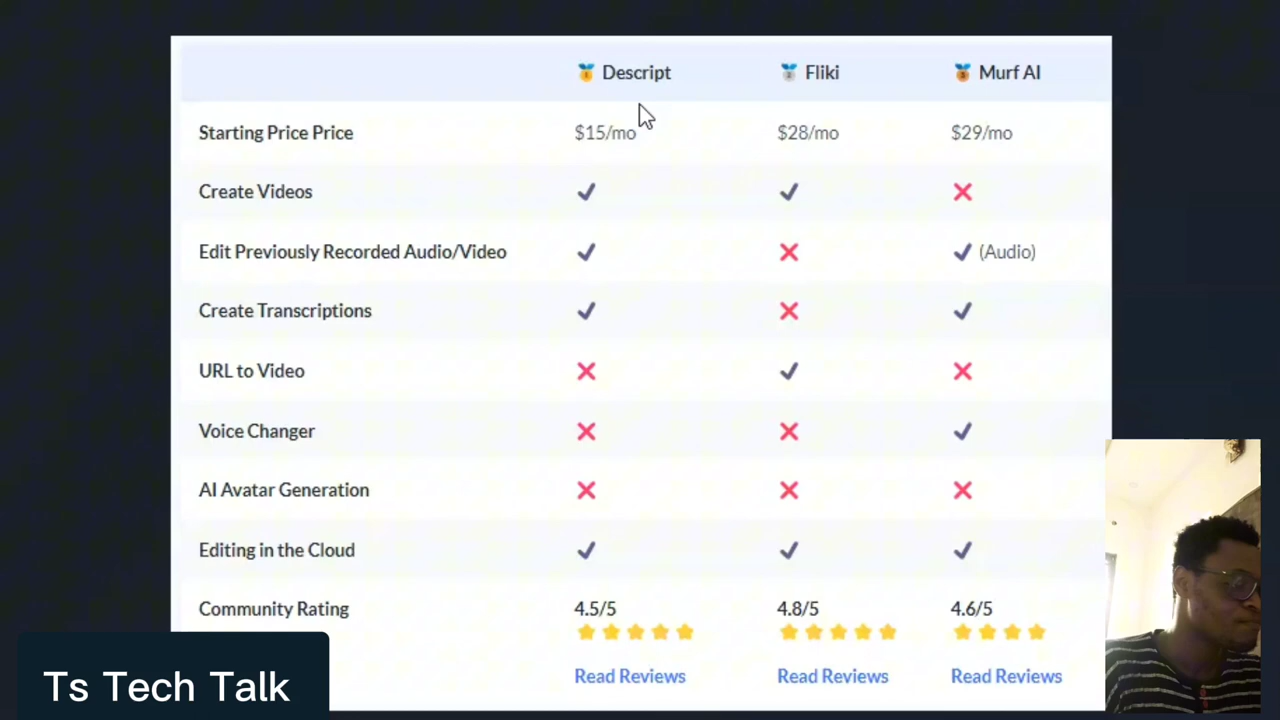 Descript Fliki Murf AI
Starting Price Price $15/mo $28/mo $29/mo
Create Videos
Edit Previously Recorded Audio/Video (Audio)
Create Transcriptions
URL to Video
Voice Changer
AI Avatar Generation
Editing in the Cloud
Community Rating 4.5/5 4.8/5 4.6/5
Read Reviews Read Reviews Read Reviews
Ts Tech Talk